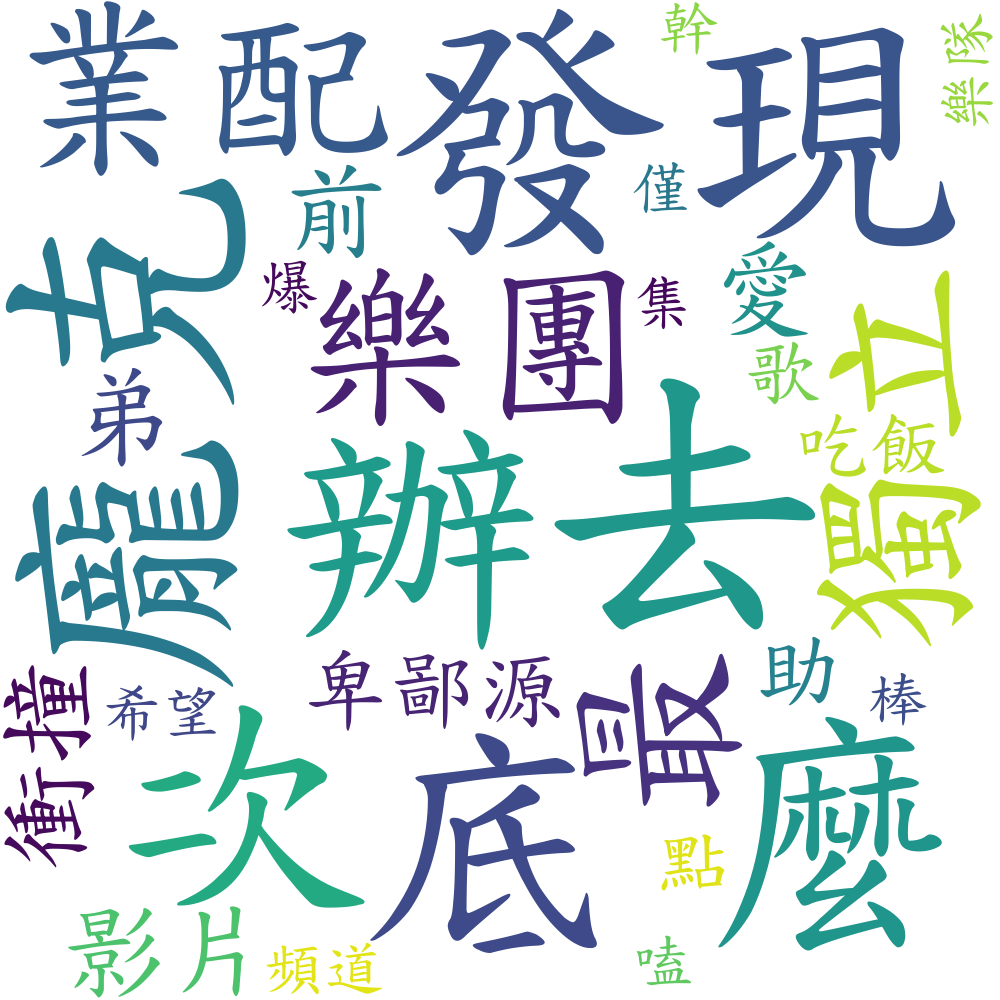 業配
發現
幹
樂隊
龐克
前
僅
愛
爆
樂團
集
歌
獨立
弟
吃飯
辦
去
衝撞
希望
卑鄙源
最
助
棒
次
底
麼
點
影片
頻道
嗑